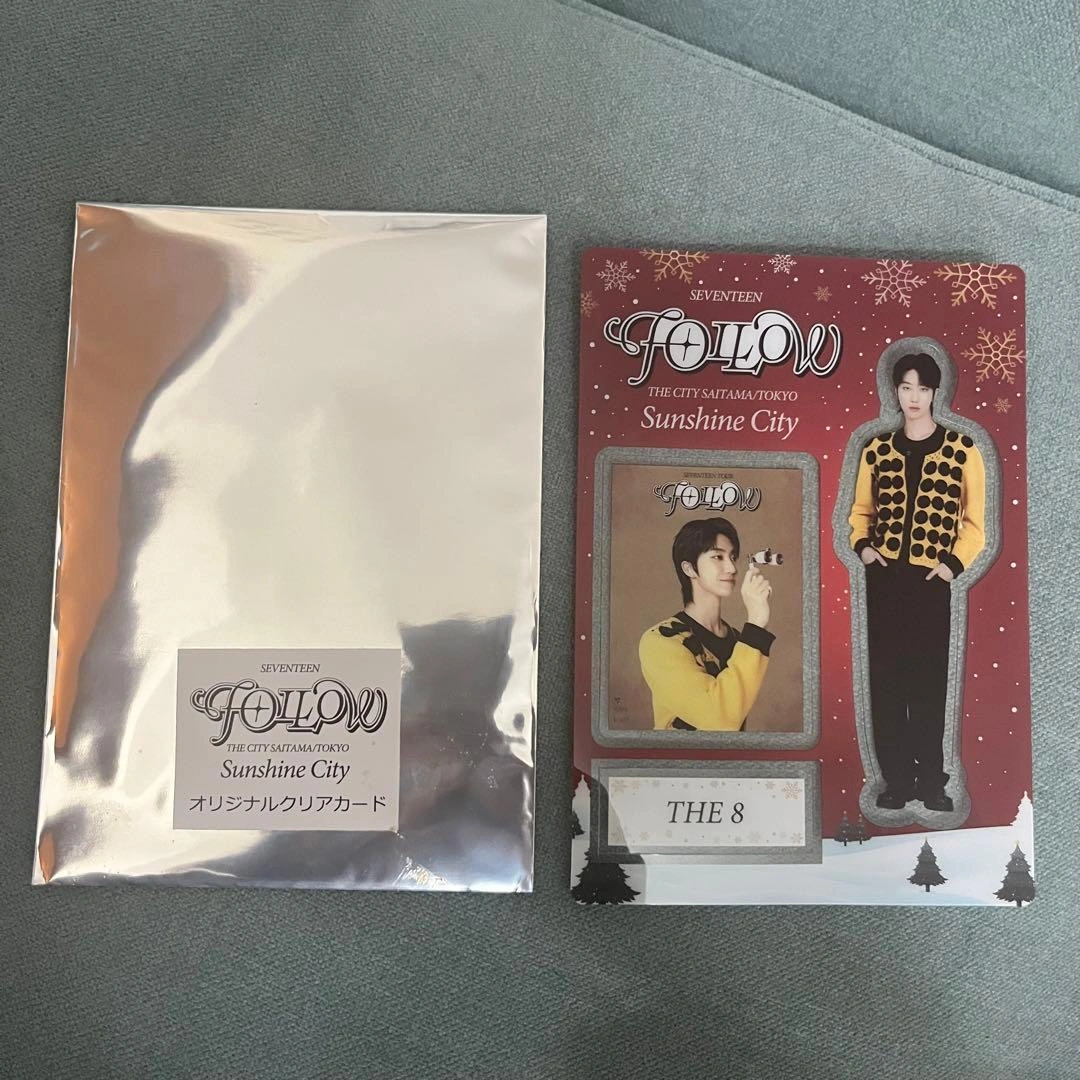 SEVENTEEN
FOLLOW
THE CITY SAITAMA/TOKYO
Sunshine City
オリジナルクリアカード
SEVENTEEN
FOLLOW
THE CITY SAITAMA/TOKYO
Sunshine City
SEVENTEEN TOUR
FOLLOW
THE 8